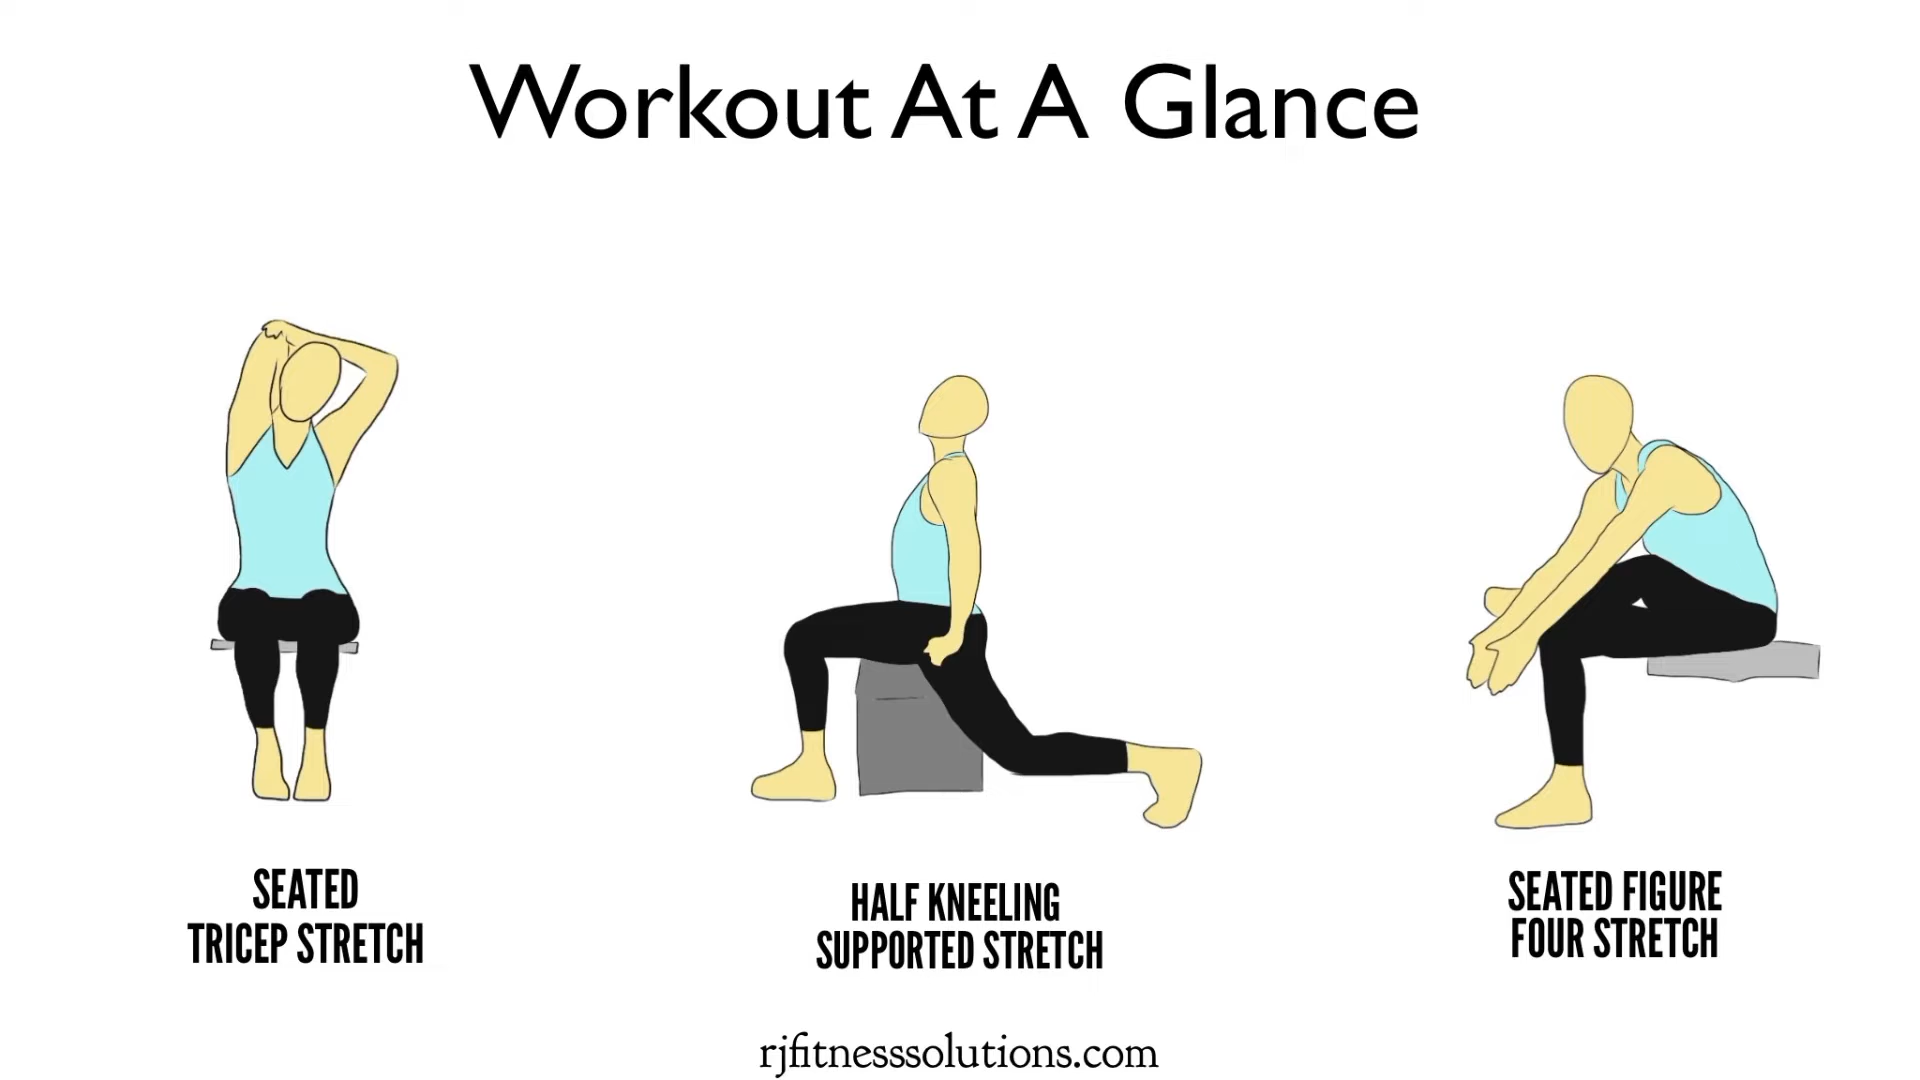 Workout At A Glance
SEATED
TRICEP STRETCH
HALF KNEELING
SUPPORTED STRETCH
SEATED FIGURE
FOUR STRETCH
rjfitnesssolutions.com